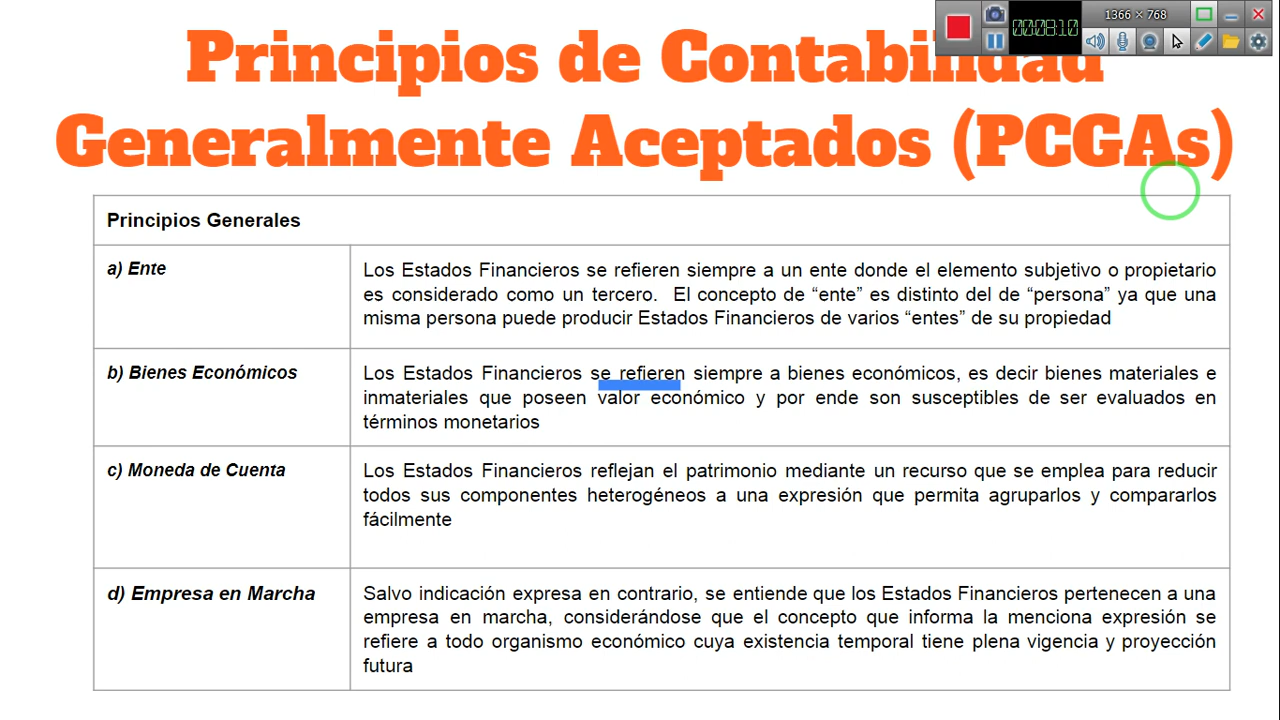 Principios de Contabilidad
Generalmente Aceptados (PCGAs)
1366 × 768
00:08:10
Principios Generales
a) Ente
Los Estados Financieros se refieren siempre a un ente donde el elemento subjetivo o propietario
es considerado como un tercero. El concepto de “ente” es distinto del de “persona” ya que una
misma persona puede producir Estados Financieros de varios “entes” de su propiedad
b) Bienes Económicos
Los Estados Financieros se refieren siempre a bienes económicos, es decir bienes materiales e
inmateriales que poseen valor económico y por ende son susceptibles de ser evaluados en
términos monetarios
c) Moneda de Cuenta
Los Estados Financieros reflejan el patrimonio mediante un recurso que se emplea para reducir
todos sus componentes heterogéneos a una expresión que permita agruparlos y compararlos
fácilmente
d) Empresa en Marcha
Salvo indicación expresa en contrario, se entiende que los Estados Financieros pertenecen a una
empresa en marcha, considerándose que el concepto que informa la menciona expresión se
refiere a todo organismo económico cuya existencia temporal tiene plena vigencia y proyección
futura